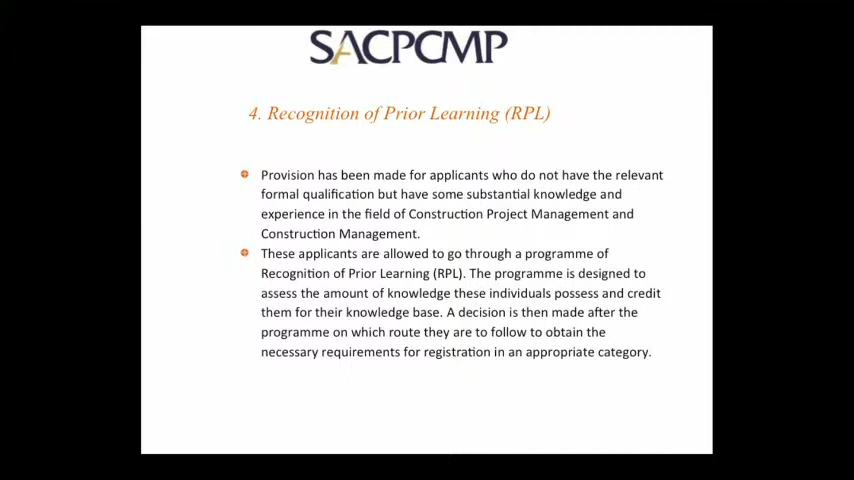 SACPCMP
4. Recognition of Prior Learning (RPL)
Provision has been made for applicants who do not have the relevant
formal qualification but have some substantial knowledge and
experience in the field of Construction Project Management and
Construction Management.
These applicants are allowed to go through a programme of
Recognition of Prior Learning (RPL). The programme is designed to
assess the amount of knowledge these individuals possess and credit
them for their knowledge base. A decision is then made after the
programme on which route they are to follow to obtain the
necessary requirements for registration in an appropriate category.